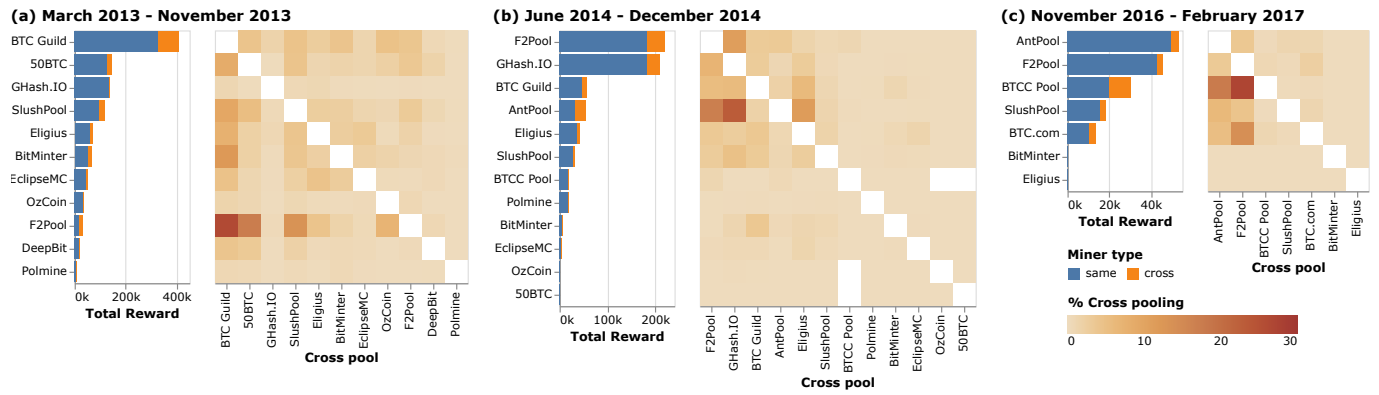 (a) March 2013 - November 2013
BTC Guild
50BTC
GHash.IO
SlushPool
Eligius
BitMinter
EclipseMC
OzCoin
F2Pool
DeepBit
Polmine
0k 200k 400k
Total Reward
BTC Guild 50BTC GHash.IO SlushPool Eligius BitMinter EclipseMC OzCoin F2Pool DeepBit Polmine
Cross pool
(b) June 2014 - December 2014
F2Pool
GHash.IO
BTC Guild
AntPool
Eligius
SlushPool
BTCC Pool
Polmine
BitMinter
EclipseMC
OzCoin
50BTC
0k 100k 200k
Total Reward
F2Pool GHash.IO BTC Guild AntPool Eligius SlushPool BTCC Pool Polmine BitMinter EclipseMC OzCoin 50BTC
Cross pool
(c) November 2016 - February 2017
AntPool
F2Pool
BTCC Pool
SlushPool
BTC.com
BitMinter
Eligius
0k 20k 40k
Total Reward
AntPool F2Pool BTCC Pool SlushPool BTC.com BitMinter Eligius
Cross pool
Miner type
same cross
% Cross pooling
0 10 20 30